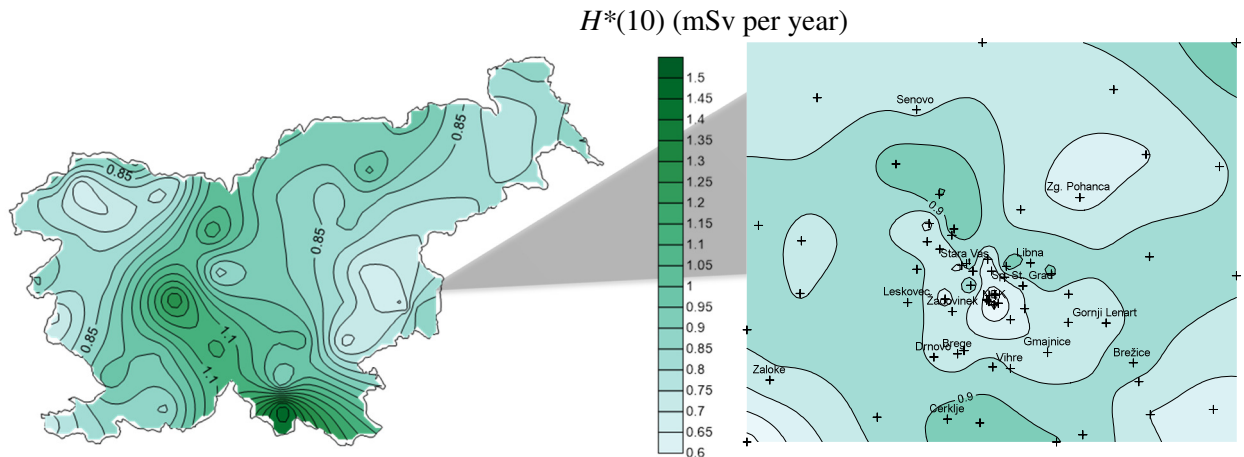 H*(10) (mSv per year)
0.85
0.85
0.85
0.85
1.1
1.1
1.5
1.45
1.4
1.35
1.3
1.25
1.2
1.15
1.1
1.05
1
0.95
0.9
0.85
0.8
0.75
0.7
0.65
0.6
Senovo
Zg. Pohanca
0.9
Stara Vas
Libna
St. Grad
Leskovec
Žadovinek
Gornji Lenart
Drnovo
Brege
Vihre
Gmajnice
Brežice
Zaloke
0.9
Cerklje